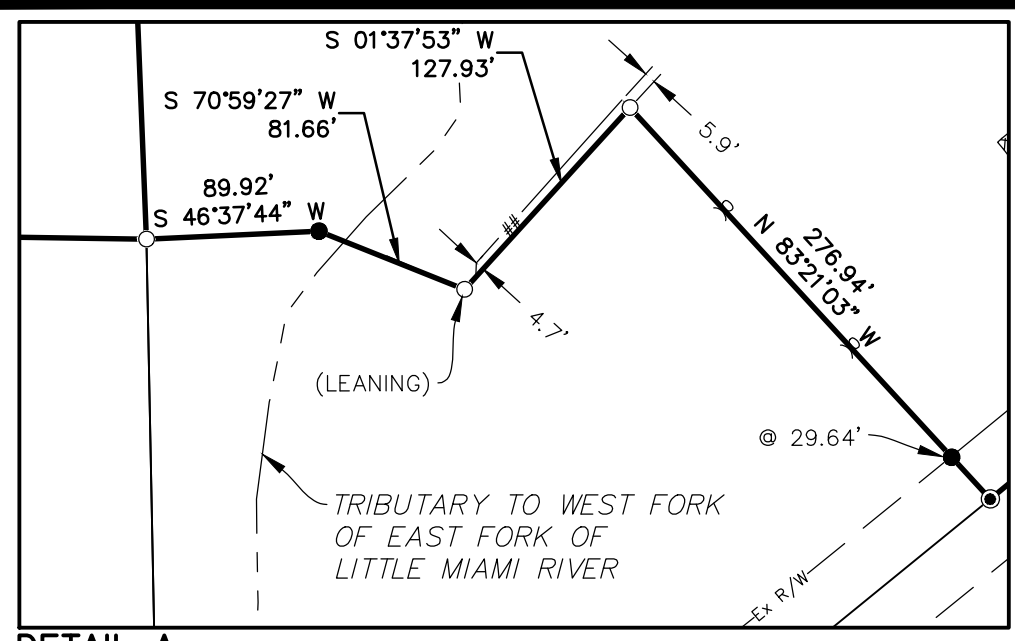 S 01°37'53" W
127.93'
S 70°59'27" W
81.66'
89.92'
S 46°37'44" W
5.9'
##
276.94'
N 83°21'03" W
4.7'
(LEANING)
@ 29.64'
TRIBUTARY TO WEST FORK
OF EAST FORK OF
LITTLE MIAMI RIVER
Ex R/W
DETAIL A